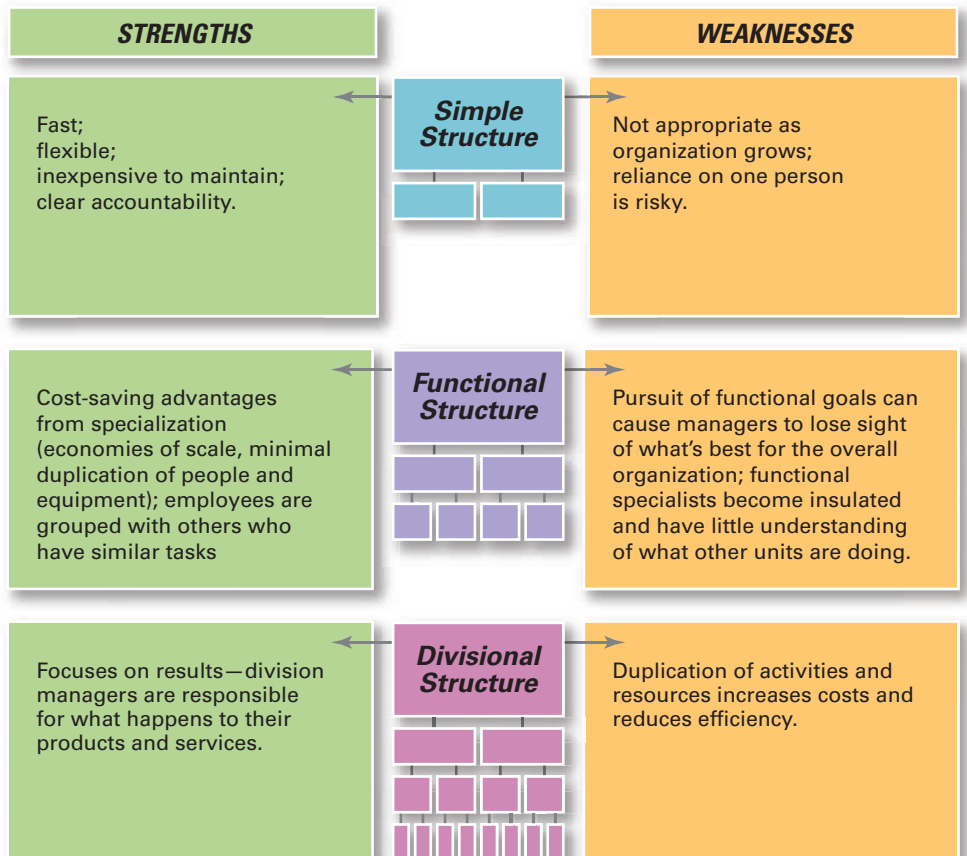 STRENGTHS
WEAKNESSES
Fast;
flexible;
inexpensive to maintain;
clear accountability.
Simple
Structure
Not appropriate as
organization grows;
reliance on one person
is risky.
Cost-saving advantages
from specialization
(economies of scale, minimal
duplication of people and
equipment); employees are
grouped with others who
have similar tasks
Functional
Structure
Pursuit of functional goals can
cause managers to lose sight
of what’s best for the overall
organization; functional
specialists become insulated
and have little understanding
of what other units are doing.
Focuses on results—division
managers are responsible
for what happens to their
products and services.
Divisional
Structure
Duplication of activities and
resources increases costs and
reduces efficiency.